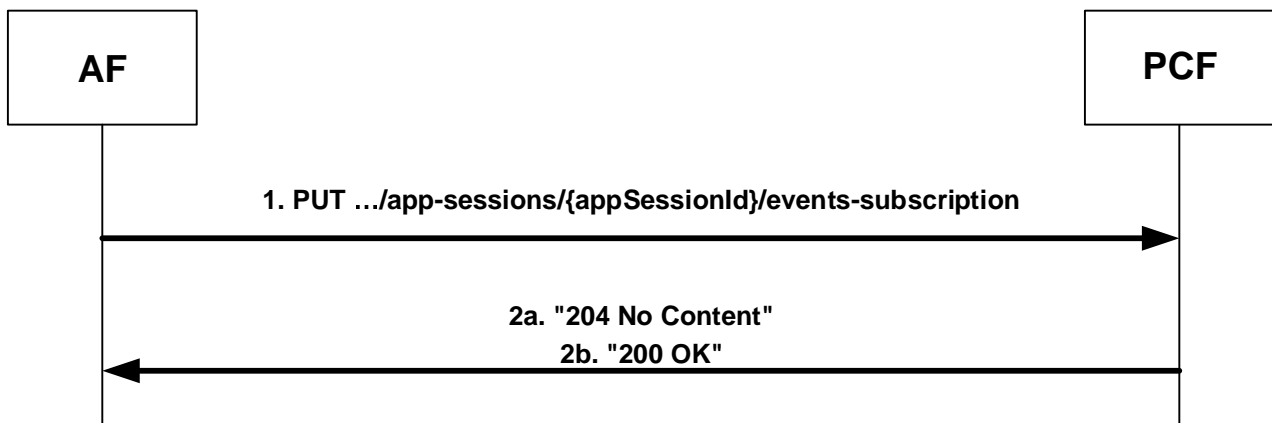 AF
PCF
1. PUT …/app-sessions/{appSessionId}/events-subscription
2a. "204 No Content"
2b. "200 OK"